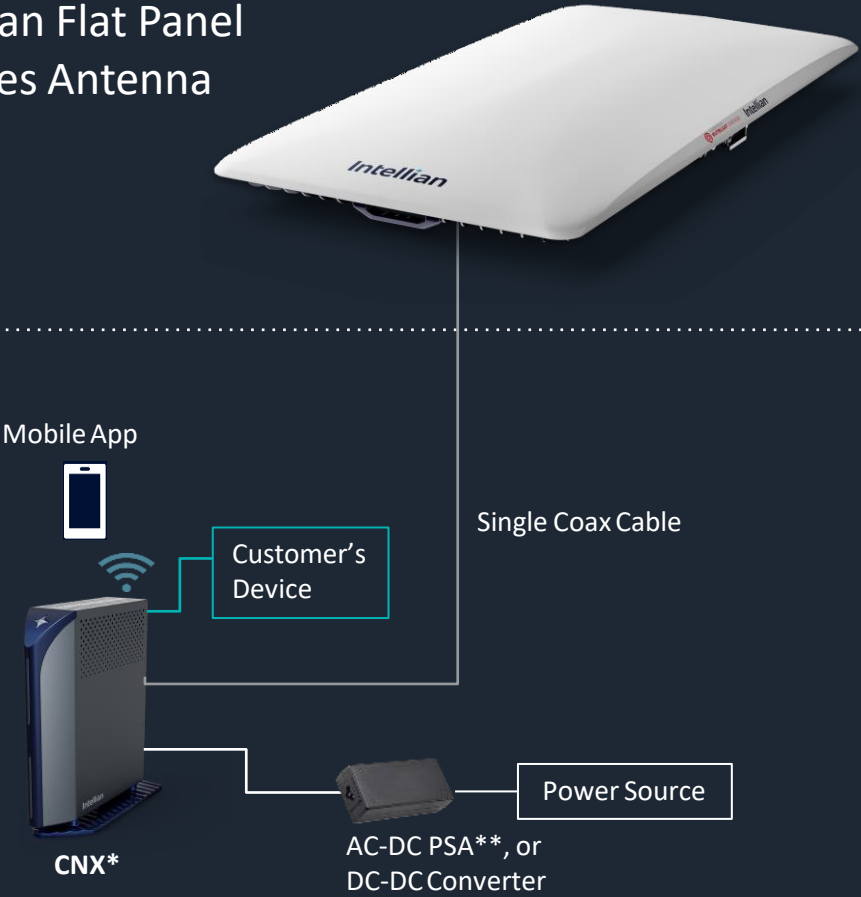 an Flat Panel
es Antenna
Intellian
Intellian
Mobile App
Single Coax Cable
Customer's
Device
Intellian
Power Source
AC-DC PSA**, or
DC-DC Converter
CNX*